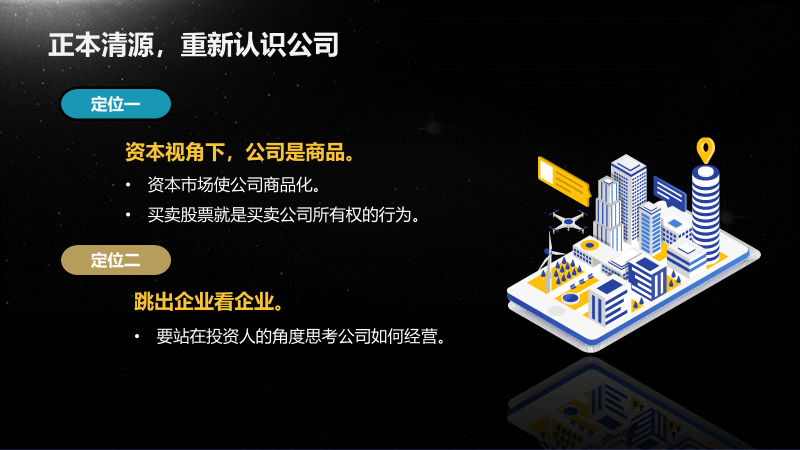 正本清源，重新认识公司
定位一
资本视角下，公司是商品。
• 资本市场使公司商品化。
• 买卖股票就是买卖公司所有权的行为。
定位二
跳出企业看企业。
• 要站在投资人的角度思考公司如何经营。